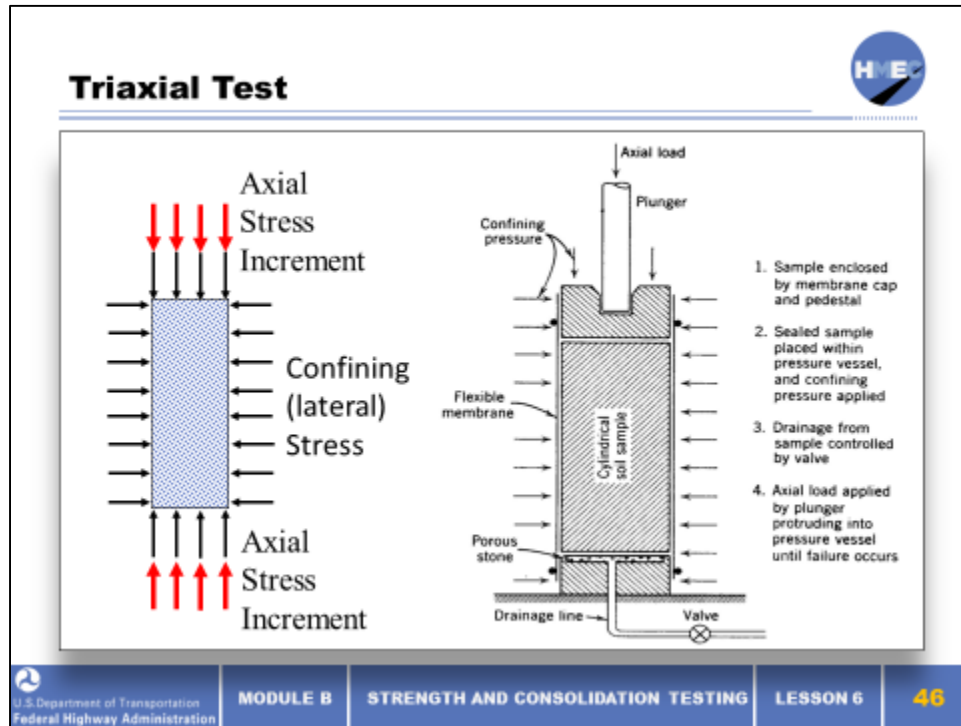 Triaxial Test
HMEC
Axial
Stress
Increment
Confining
(lateral)
Stress
Axial
Stress
Increment
Axial load
Plunger
Confining
pressure
Flexible
membrane
Cylindrical
soil sample
Porous
stone
Drainage line
Valve
1. Sample enclosed
by membrane cap
and pedestal
2. Sealed sample
placed within
pressure vessel,
and confining
pressure applied
3. Drainage from
sample controlled
by valve
4. Axial load applied
by plunger
protruding into
pressure vessel
until failure occurs
U.S.Department of Transportation
Federal Highway Administration
MODULE B
STRENGTH AND CONSOLIDATION TESTING
LESSON 6
46